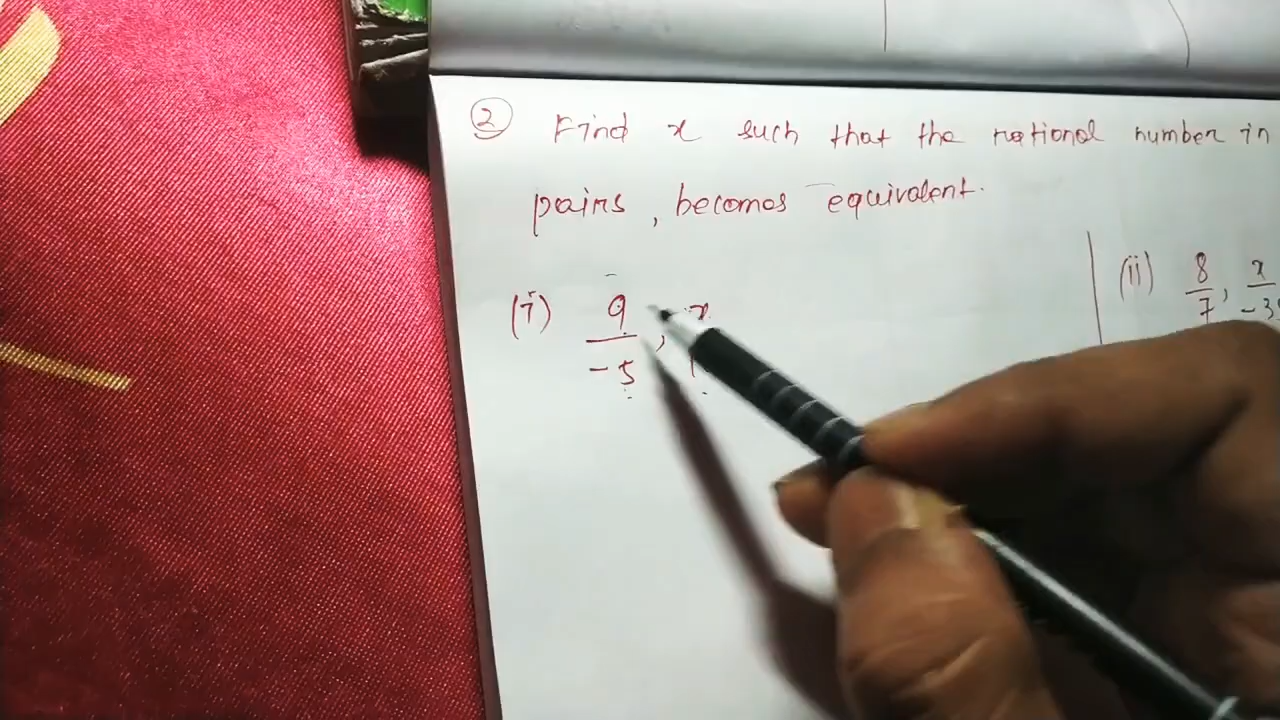 ② Find x such that the rational number in
pairs, becomes equivalent.
(i) 9/-5, x
(ii) 8/7, x